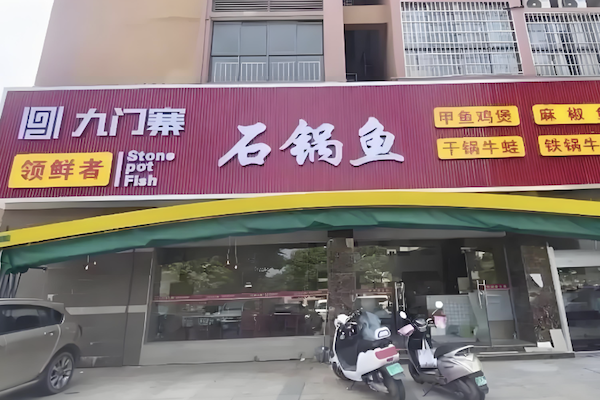 九门寨
领鲜者
Stone
pot
Fish
石锅鱼
甲鱼鸡煲
干锅牛蛙
麻椒
铁锅牛